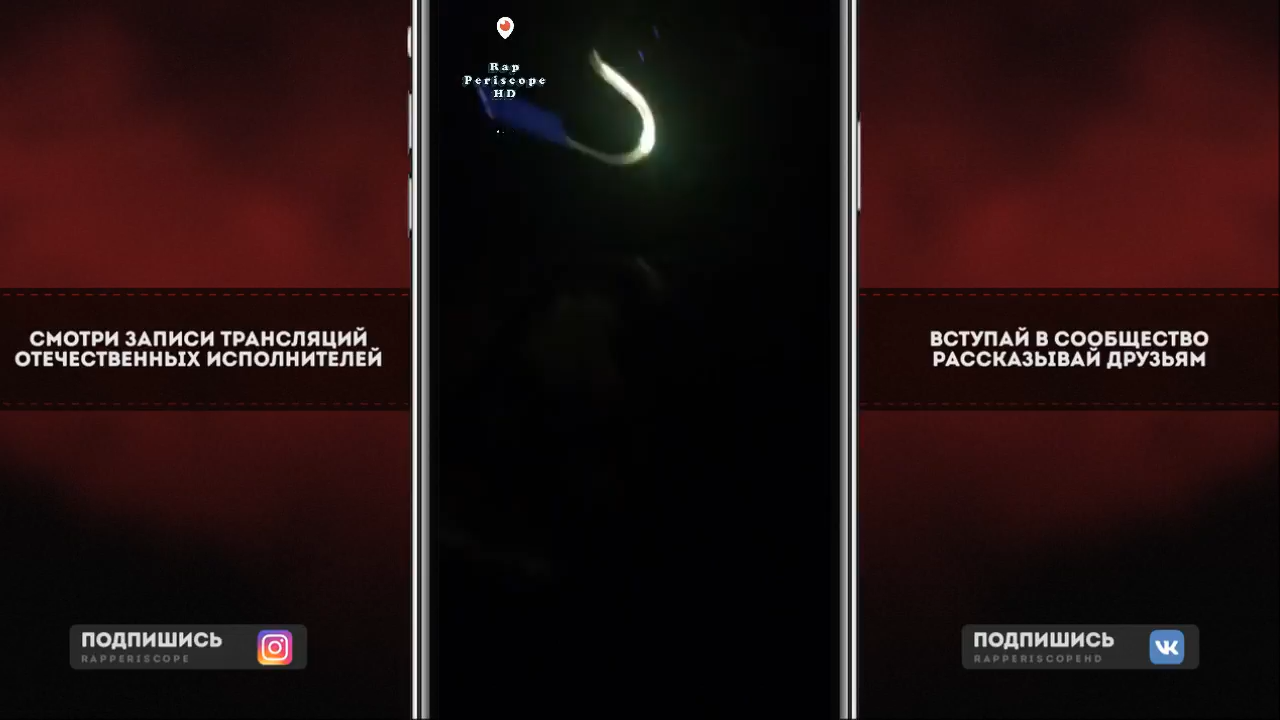 Rap
Periscope
HD
СМОТРИ ЗАПИСИ ТРАНСЛЯЦИЙ
ОТЕЧЕСТВЕННЫХ ИСПОЛНИТЕЛЕЙ
ВСТУПАЙ В СООБЩЕСТВО
РАССКАЗЫВАЙ ДРУЗЬЯМ
ПОДПИШИСЬ
RAPPERISCOPE
ПОДПИШИСЬ
RAPPERISCOPEHD